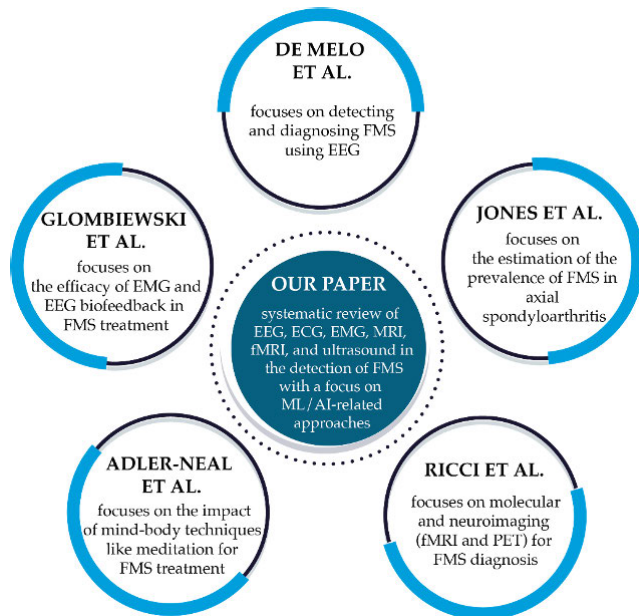 DE MELO
ET AL.
focuses on detecting
and diagnosing FMS
using EEG
GLOMBIEWSKI
ET AL.
focuses on
the efficacy of EMG and
EEG biofeedback in
FMS treatment
JONES ET AL.
focuses on
the estimation of the
prevalence of FMS in
axial
spondyloarthritis
OUR PAPER
systematic review of
EEG, ECG, EMG, MRI,
fMRI, and ultrasound in
the detection of FMS
with a focus on
ML/AI-related
approaches
ADLER-NEAL
ET AL.
focuses on the impact
of mind-body techniques
like meditation for
FMS treatment
RICCI ET AL.
focuses on molecular
and neuroimaging
(fMRI and PET) for
FMS diagnosis